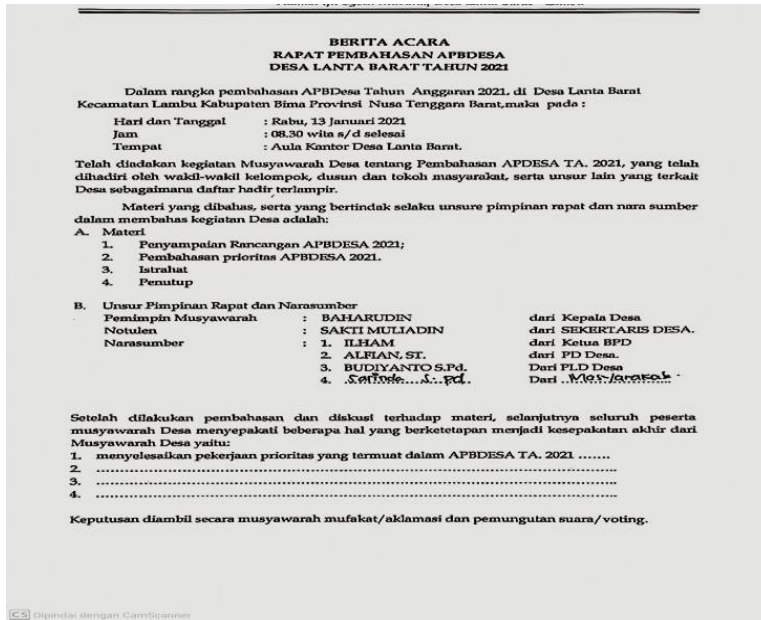 BERITA ACARA
RAPAT PEMBAHASAN APBDESA
DESA LANTA BARAT TAHUN 2021
Dalam rangka pembahasan APBDesa Tahun Anggaran 2021, di Desa Lanta Barat
Kecamatan Lambu Kabupaten Bima Provinsi Nusa Tenggara Barat,maka pada :
Hari dan Tanggal : Rabu, 13 Januari 2021
Jam : 08.30 wita s/d selesai
Tempat : Aula Kantor Desa Lanta Barat.
Telah diadakan kegiatan Musyawarah Desa tentang Pembahasan APDESA TA. 2021, yang telah
dihadiri oleh wakil-wakil kelompok, dusun dan tokoh masyarakat, serta unsur lain yang terkait
Desa sebagaimana daftar hadir terlampir.
Materi yang dibahas, serta yang bertindak selaku unsure pimpinan rapat dan nara sumber
dalam membahas kegiatan Desa adalah:
A. Materi
1. Penyampaian Rancangan APBDESA 2021;
2. Pembahasan prioritas APBDESA 2021.
3. Istrahat
4. Penutup
B. Unsur Pimpinan Rapat dan Narasumber
Pemimpin Musyawarah : BAHARUDIN dari Kepala Desa
Notulen : SAKTI MULIADIN dari SEKERTARIS DESA.
Narasumber : 1. ILHAM dari Ketua BPD
2. ALFIAN, ST. dari PD Desa.
3. BUDIYANTO S.Pd. Dari PLD Desa
4. Sarinde S.Pd. Dari Masyarakat
Setelah dilakukan pembahasan dan diskusi terhadap materi, selanjutnya seluruh peserta
musyawarah Desa menyepakati beberapa hal yang berketetapan menjadi kesepakatan akhir dari
Musyawarah Desa yaitu:
1. menyelesaikan pekerjaan prioritas yang termuat dalam APBDESA TA. 2021 .......
2. ...............
3. ...............
4. ...............
Keputusan diambil secara musyawarah mufakat/aklamasi dan pemungutan suara/voting.
CS Dipindai dengan CamScanner